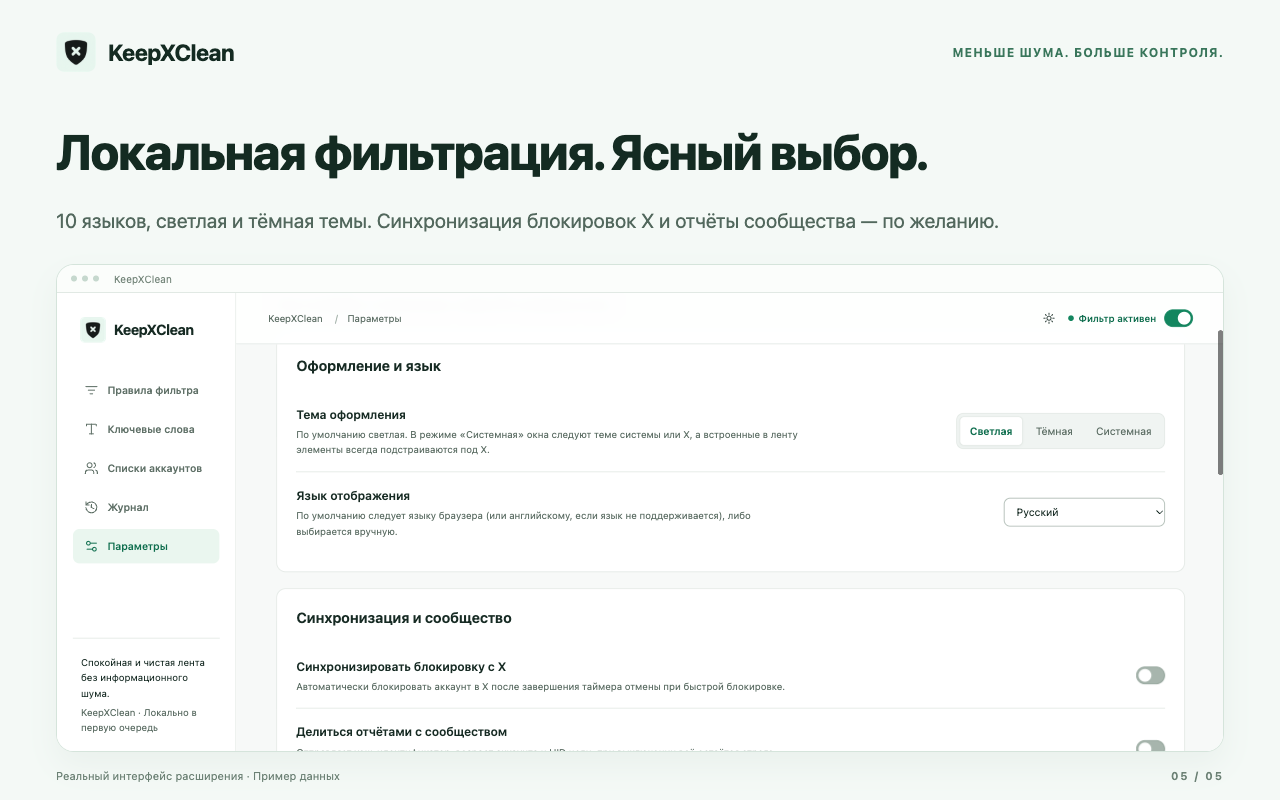 KeepXClean
МЕНЬШЕ ШУМА. БОЛЬШЕ КОНТРОЛЯ.
Локальная фильтрация. Ясный выбор.
10 языков, светлая и тёмная темы. Синхронизация блокировок X и отчёты сообщества — по желанию.
KeepXClean
KeepXClean
Правила фильтра
Ключевые слова
Списки аккаунтов
Журнал
Параметры
Спокойная и чистая лента
без информационного
шума.
KeepXClean · Локально в
первую очередь
KeepXClean / Параметры
Фильтр активен
Оформление и язык
Тема оформления
По умолчанию светлая. В режиме «Системная» окна следуют теме системы или X, а встроенные в ленту
элементы всегда подстраиваются под X.
Светлая
Тёмная
Системная
Язык отображения
По умолчанию следует языку браузера (или английскому, если язык не поддерживается), либо
выбирается вручную.
Русский
Синхронизация и сообщество
Синхронизировать блокировку с X
Автоматически блокировать аккаунт в X после завершения таймера отмены при быстрой блокировке.
Делиться отчётами с сообществом
Реальный интерфейс расширения · Пример данных
05 / 05